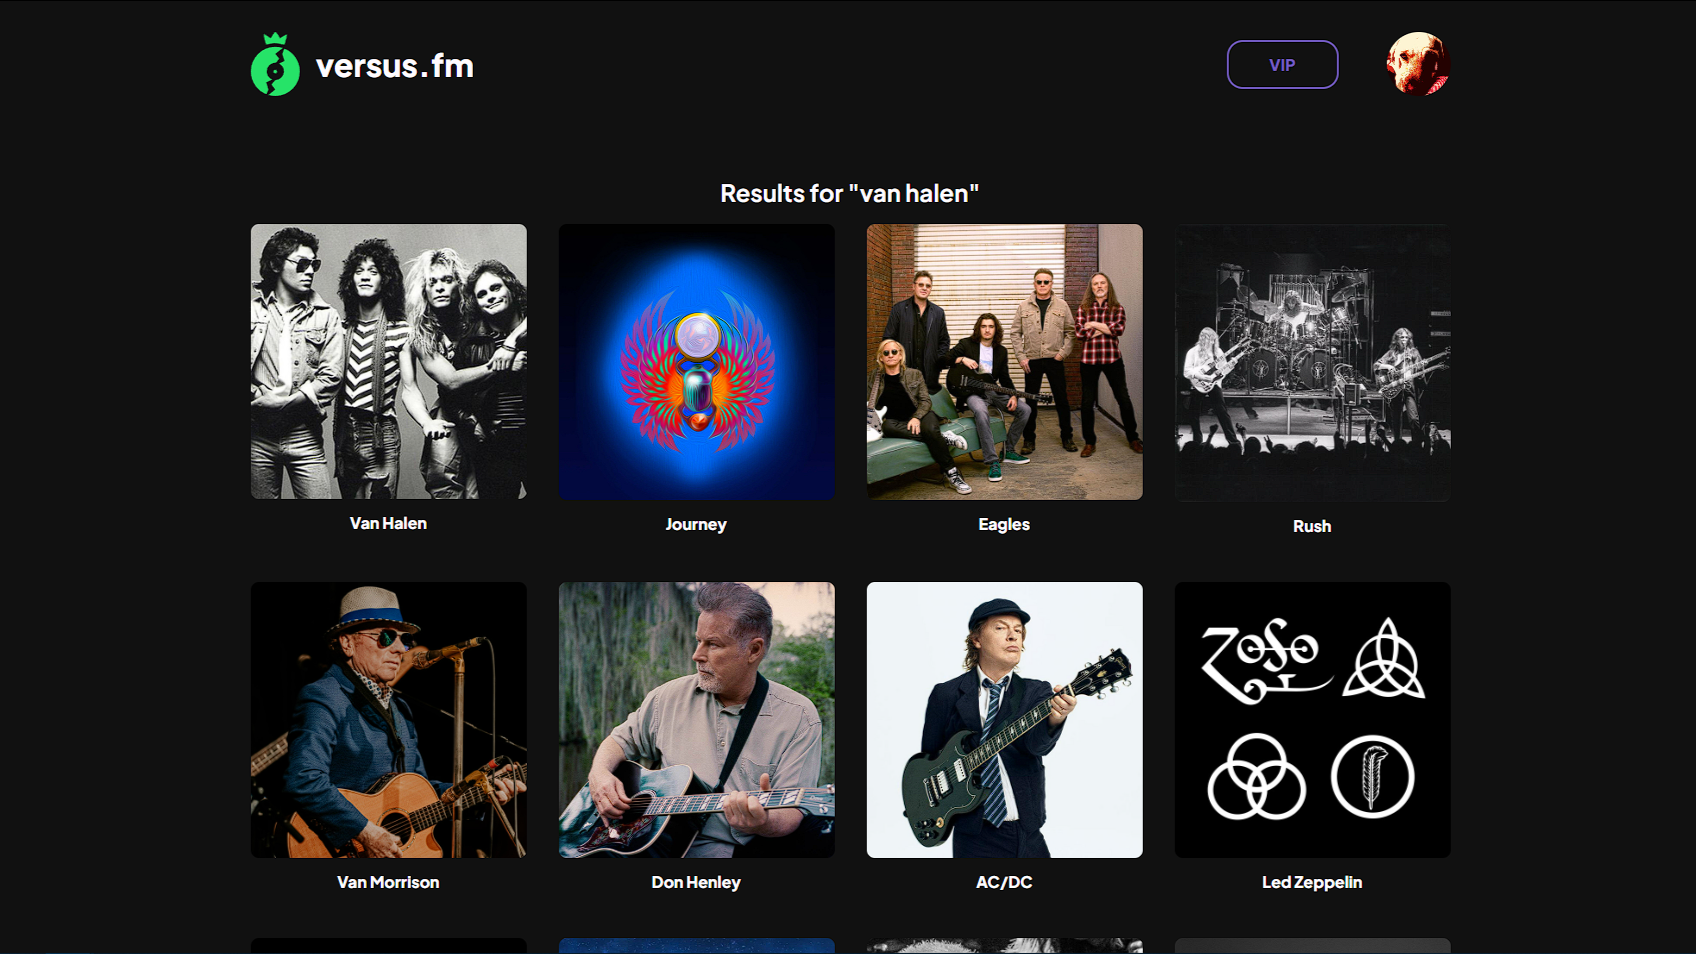 versus.fm
VIP
Results for "van halen"
Van Halen
Journey
Eagles
Rush
ZOSO
Van Morrison
Don Henley
AC/DC
Led Zeppelin